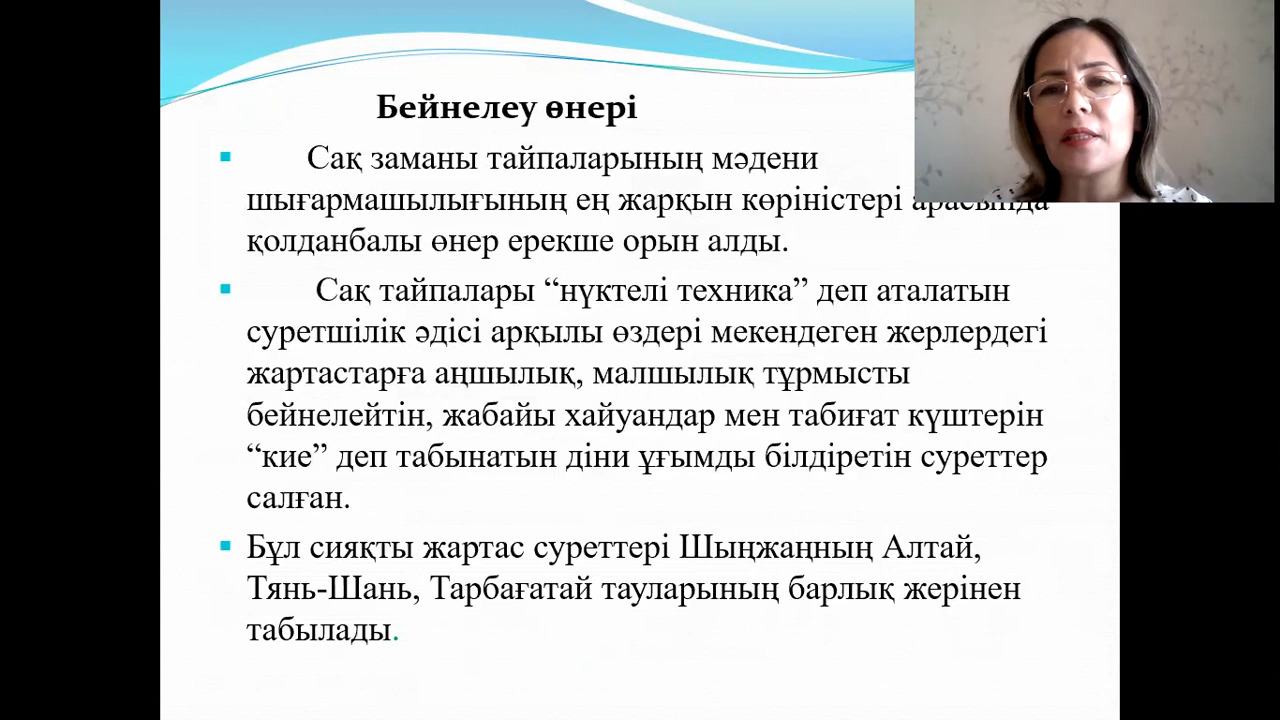 Бейнелеу өнері
Сақ заманы тайпаларының мәдени
шығармашылығының ең жарқын көріністері арасында
қолданбалы өнер ерекше орын алды.
Сақ тайпалары “нүктелі техника” деп аталатын
суретшілік әдісі арқылы өздері мекендеген жерлердегі
жартастарға аңшылық, малшылық тұрмысты
бейнелейтін, жабайы хайуандар мен табиғат күштерін
“кие” деп табынатын діни ұғымды білдіретін суреттер
салған.
Бұл сияқты жартас суреттері Шыңжаңның Алтай,
Тянь-Шань, Тарбағатай тауларының барлық жерінен
табылады.